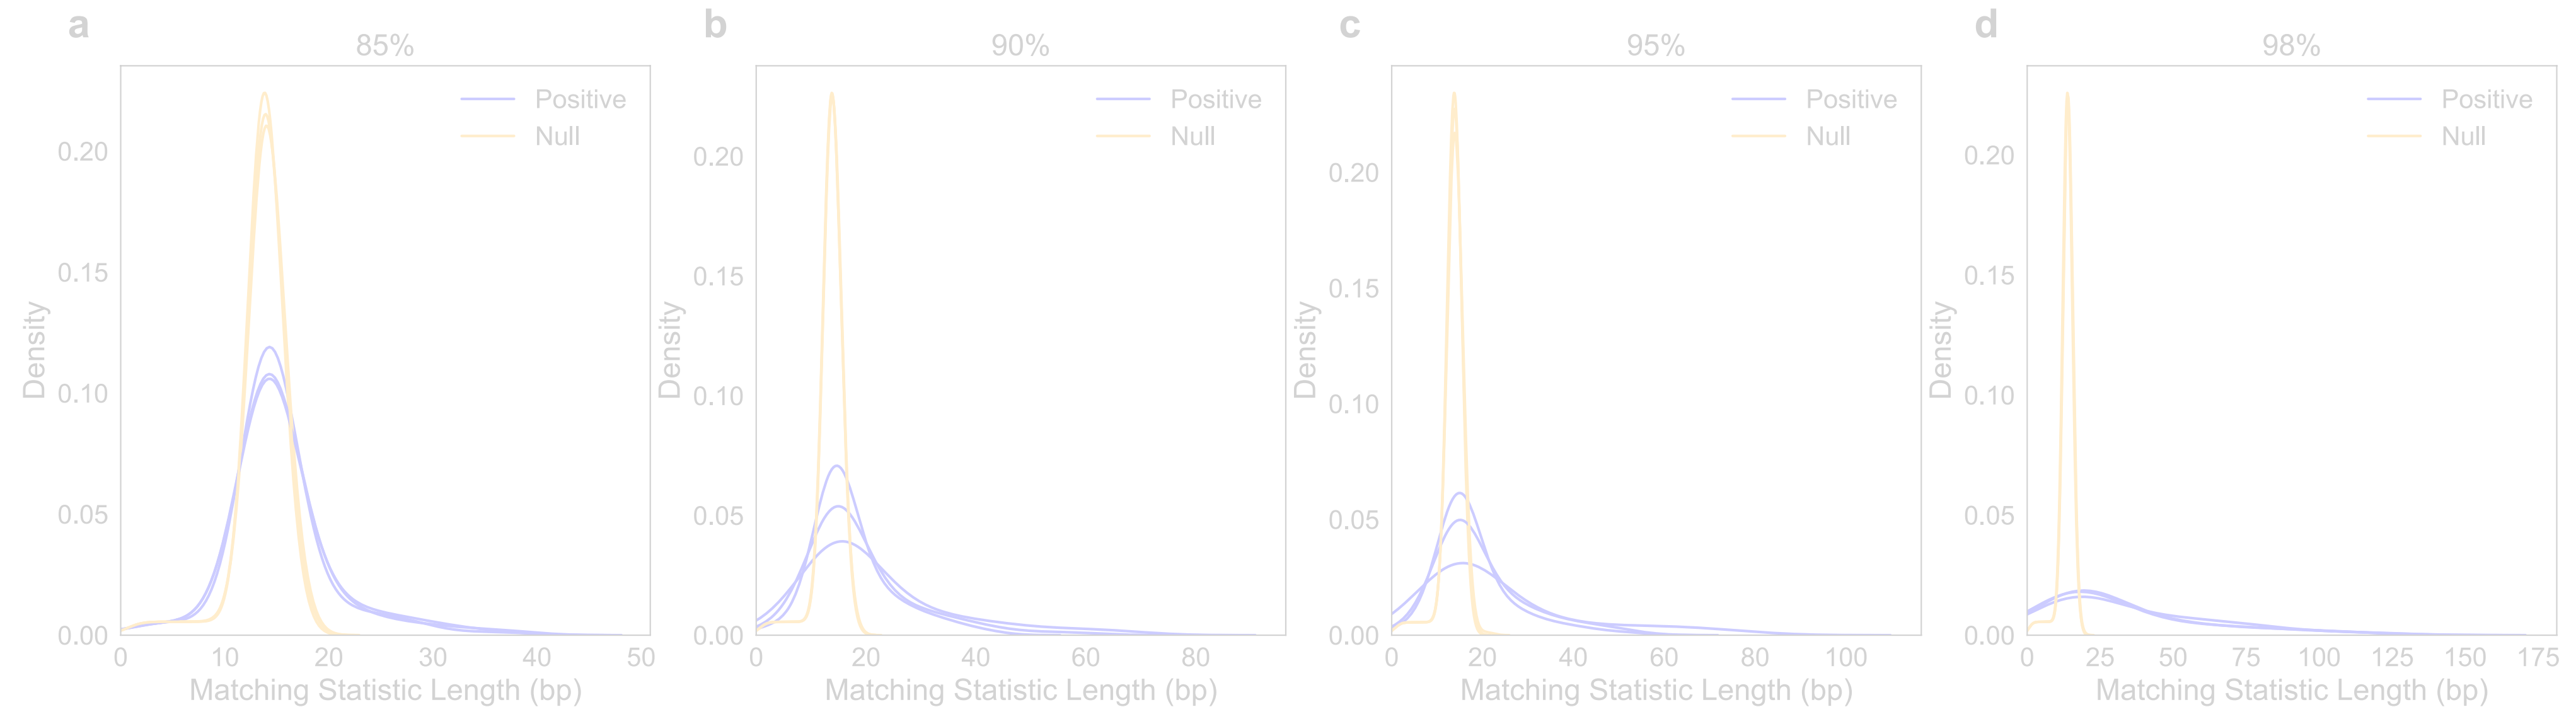 a
85%
Positive
Null
0.20
0.15
0.10
0.05
0.00
Density
0 10 20 30 40 50
Matching Statistic Length (bp)
b
90%
Positive
Null
0.20
0.15
0.10
0.05
0.00
Density
0 20 40 60 80
Matching Statistic Length (bp)
c
95%
Positive
Null
0.20
0.15
0.10
0.05
0.00
Density
0 20 40 60 80 100
Matching Statistic Length (bp)
d
98%
Positive
Null
0.20
0.15
0.10
0.05
0.00
Density
0 25 50 75 100 125 150 175
Matching Statistic Length (bp)